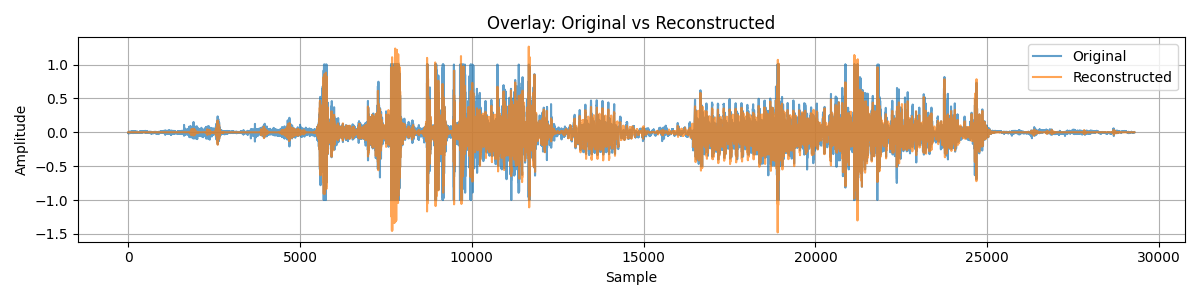 Overlay: Original vs Reconstructed
Original
Reconstructed
Amplitude
1.0
0.5
0.0
−0.5
−1.0
−1.5
0 5000 10000 15000 20000 25000 30000
Sample